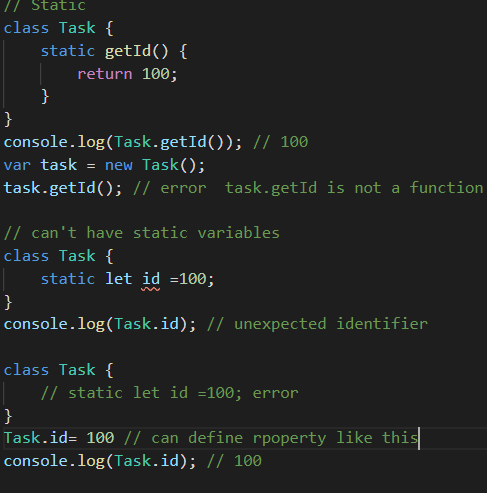 // Static
class Task {
    static getId() {
        return 100;
    }
}
console.log(Task.getId()); // 100
var task = new Task();
task.getId(); // error  task.getId is not a function
// can't have static variables
class Task {
    static let id =100;
}
console.log(Task.id); // unexpected identifier
class Task {
    // static let id =100; error
}
Task.id= 100 // can define rpoperty like this
console.log(Task.id); // 100